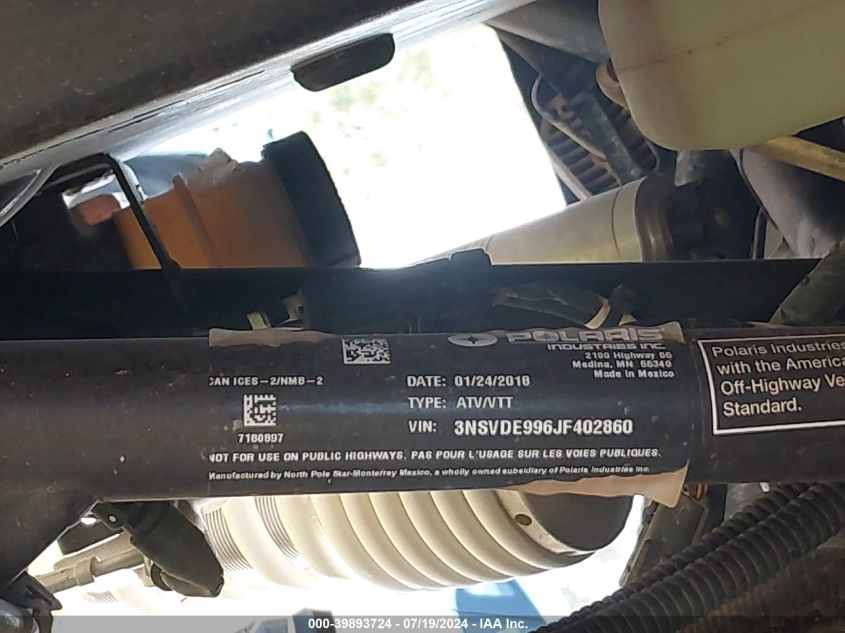 POLARIS
INDUSTRIES INC.
2100 Highway 55
Medina, MN 55340
Made in Mexico
CAN ICES-2/NMB-2
DATE: 01/24/2018
TYPE: ATV/VTT
VIN: 3NSVDE996JF402860
7180897
NOT FOR USE ON PUBLIC HIGHWAYS. PAS POUR L'USAGE SUR LES VOIES PUBLIQUES.
Manufactured by North Pole Star-Monterrey Mexico, a wholly owned subsidiary of Polaris Industries Inc.
Polaris Industries
with the America
Off-Highway Ve
Standard.
000-39893724 - 07/19/2024 - IAA Inc.